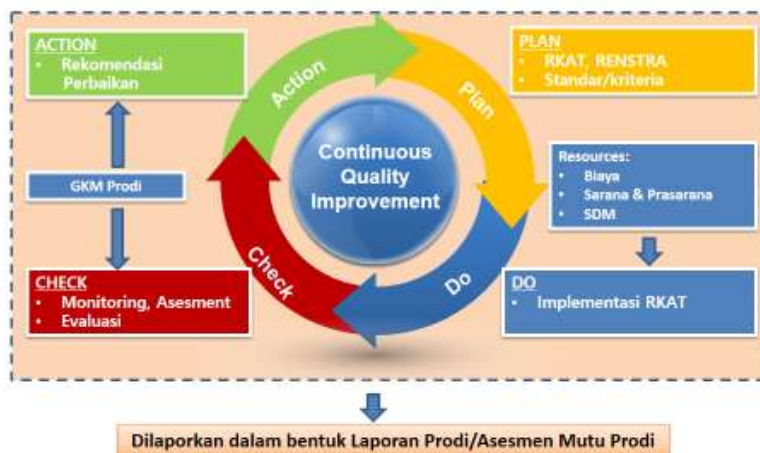 ACTION
• Rekomendasi
Perbaikan
PLAN
• RKAT, RENSTRA
• Standar/kriteria
Action
Plan
Continuous
Quality
Improvement
GKM Prodi
Resources:
• Biaya
• Sarana & Prasarana
• SDM
Check
Do
CHECK
• Monitoring, Asesment
• Evaluasi
DO
• Implementasi RKAT
Dilaporkan dalam bentuk Laporan Prodi/Asesmen Mutu Prodi